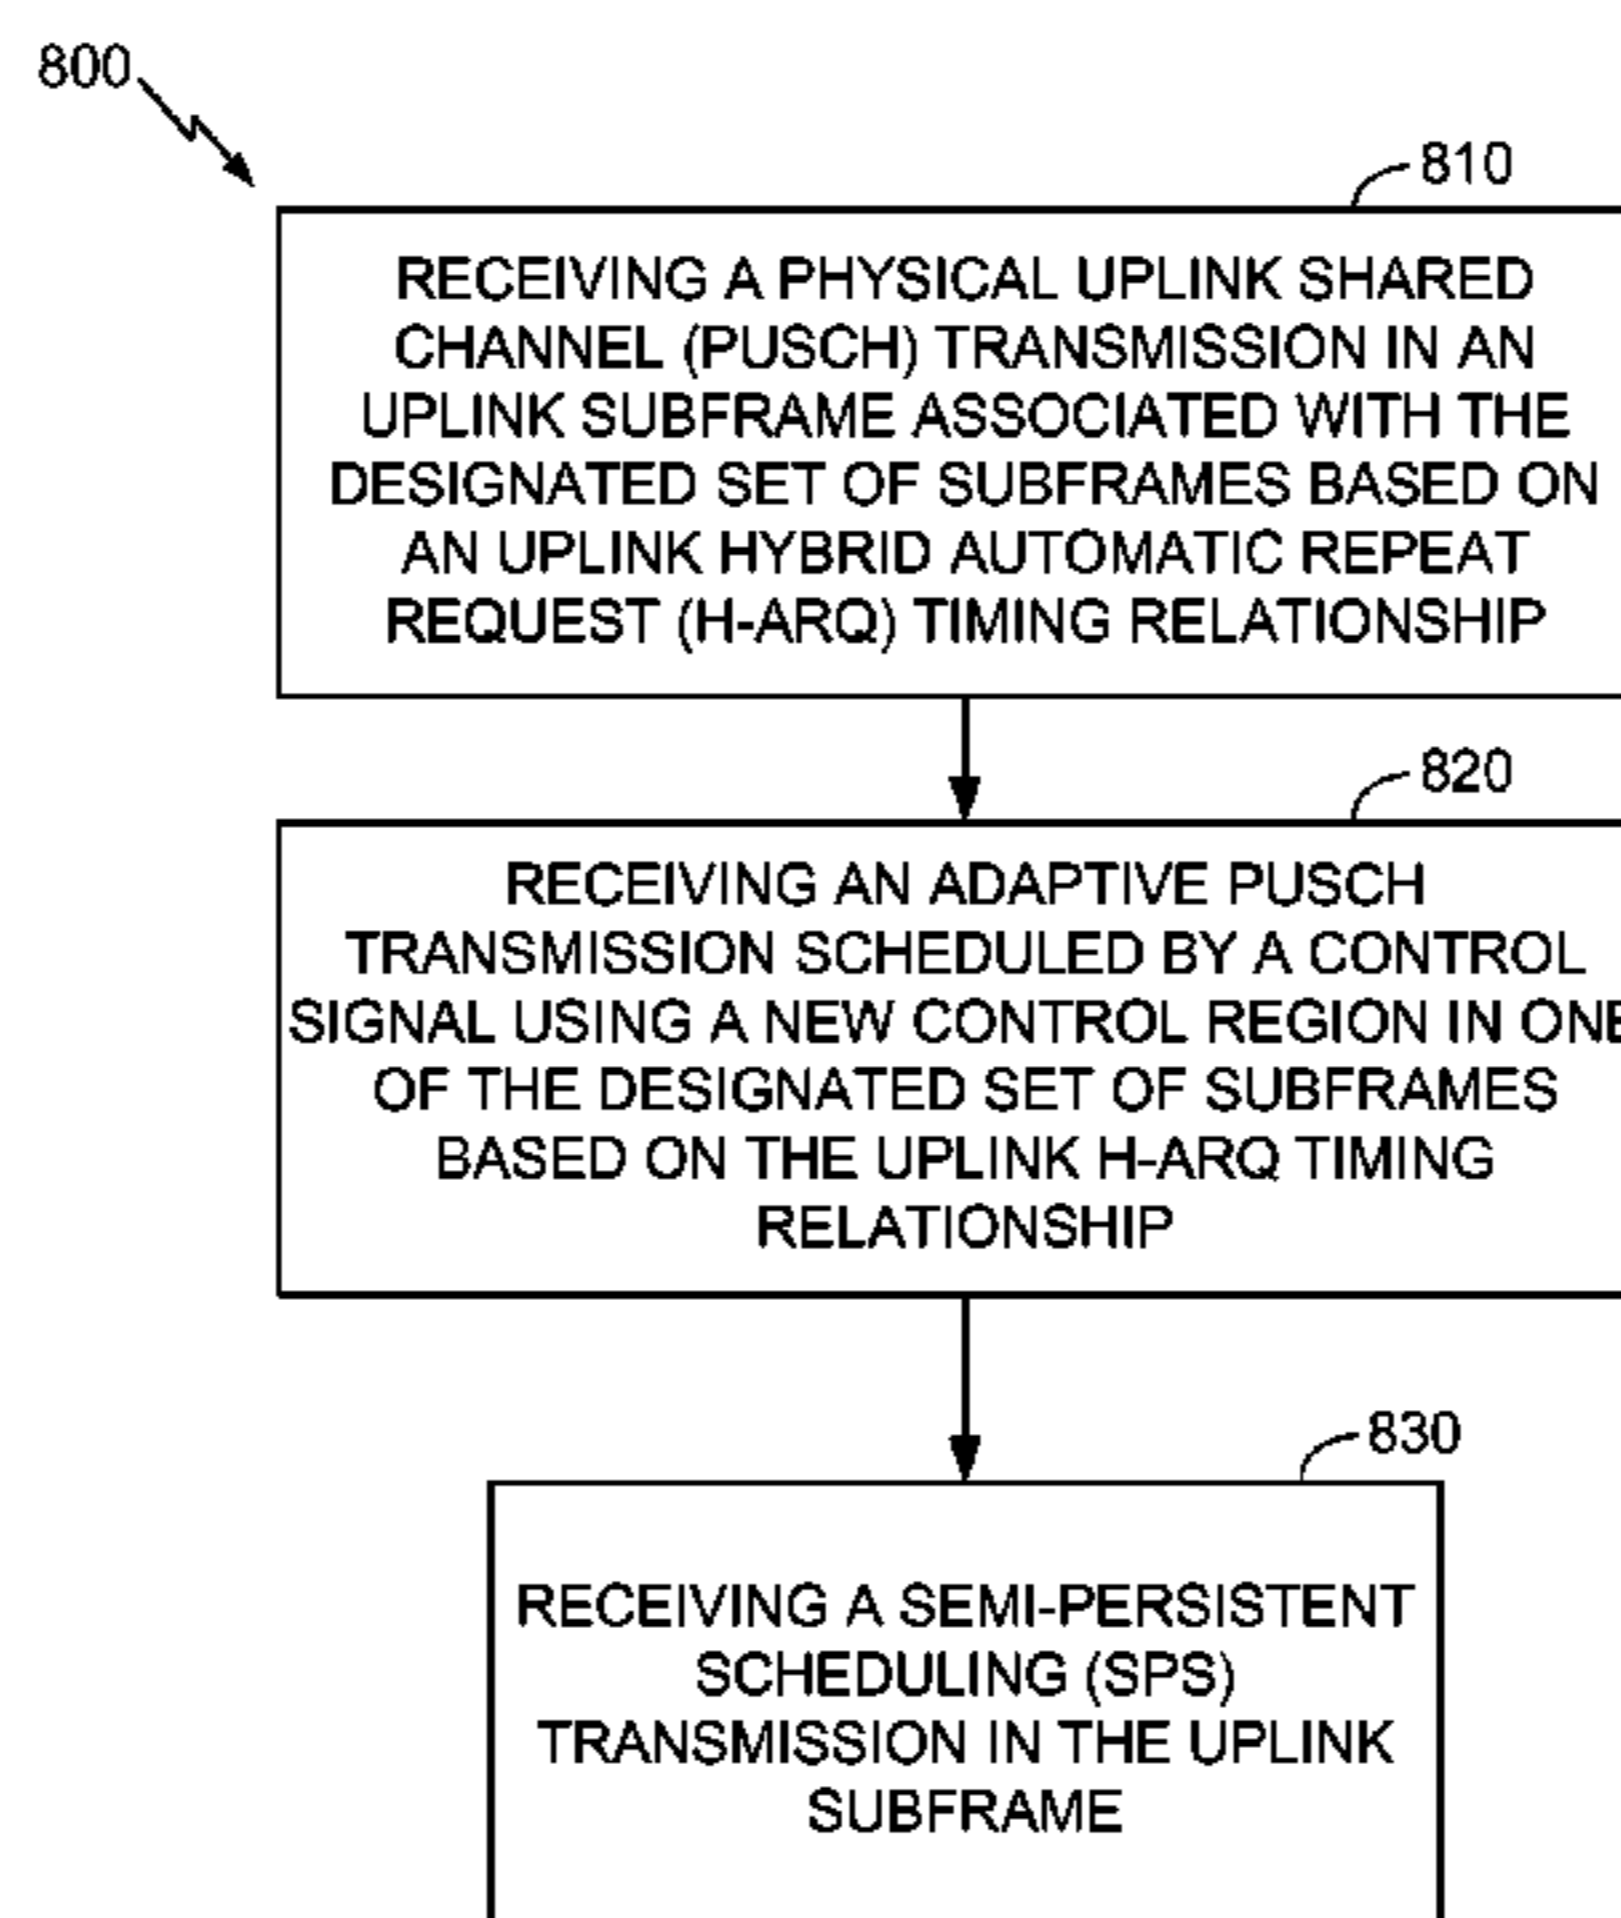 800
810
RECEIVING A PHYSICAL UPLINK SHARED
CHANNEL (PUSCH) TRANSMISSION IN AN
UPLINK SUBFRAME ASSOCIATED WITH THE
DESIGNATED SET OF SUBFRAMES BASED ON
AN UPLINK HYBRID AUTOMATIC REPEAT
REQUEST (H-ARQ) TIMING RELATIONSHIP
820
RECEIVING AN ADAPTIVE PUSCH
TRANSMISSION SCHEDULED BY A CONTROL
SIGNAL USING A NEW CONTROL REGION IN ONE
OF THE DESIGNATED SET OF SUBFRAMES
BASED ON THE UPLINK H-ARQ TIMING
RELATIONSHIP
830
RECEIVING A SEMI-PERSISTENT
SCHEDULING (SPS)
TRANSMISSION IN THE UPLINK
SUBFRAME